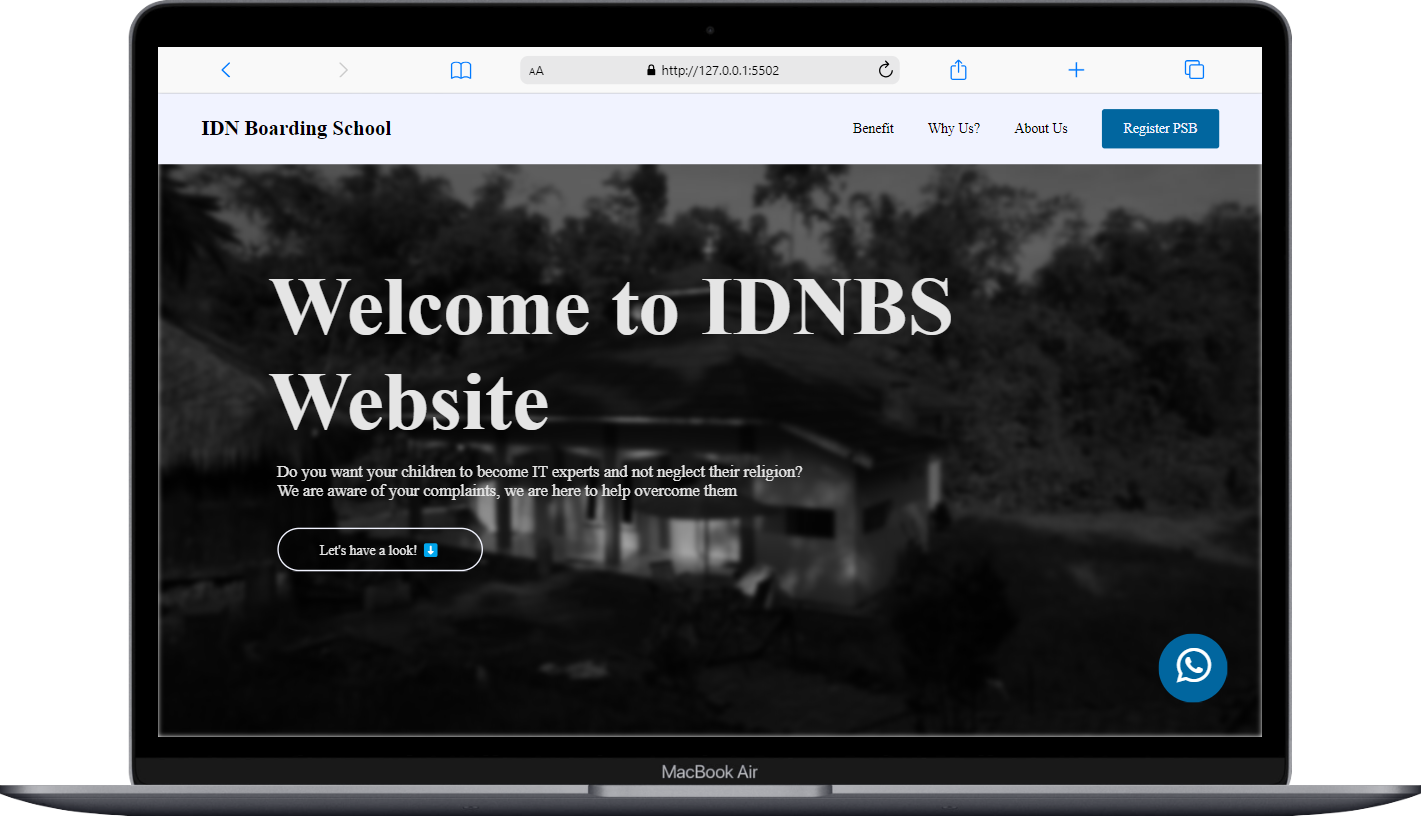 AA http://127.0.0.1:5502
IDN Boarding School Benefit Why Us? About Us Register PSB
Welcome to IDNBS
Website
Do you want your children to become IT experts and not neglect their religion?
We are aware of your complaints, we are here to help overcome them
Let's have a look! ⬇️
MacBook Air